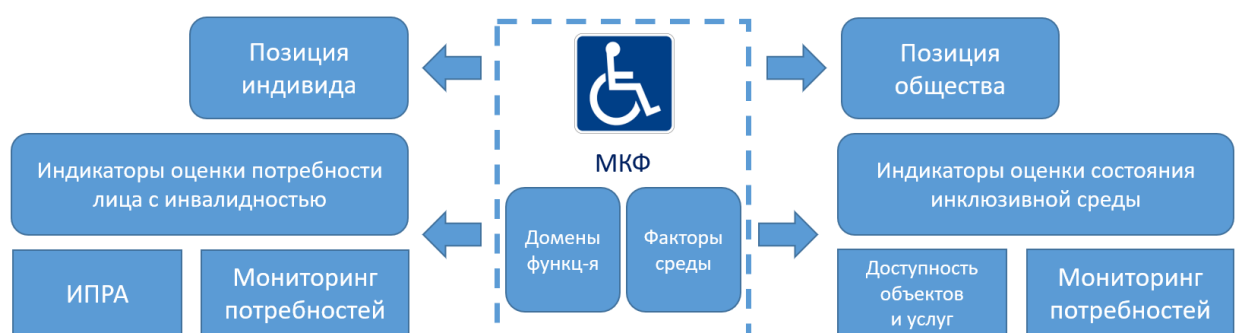 Позиция
индивида
Позиция
общества
МКФ
Индикаторы оценки потребности
лица с инвалидностью
Индикаторы оценки состояния
инклюзивной среды
Домены
функц-я
Факторы
среды
ИПРА
Мониторинг
потребностей
Доступность
объектов
и услуг
Мониторинг
потребностей